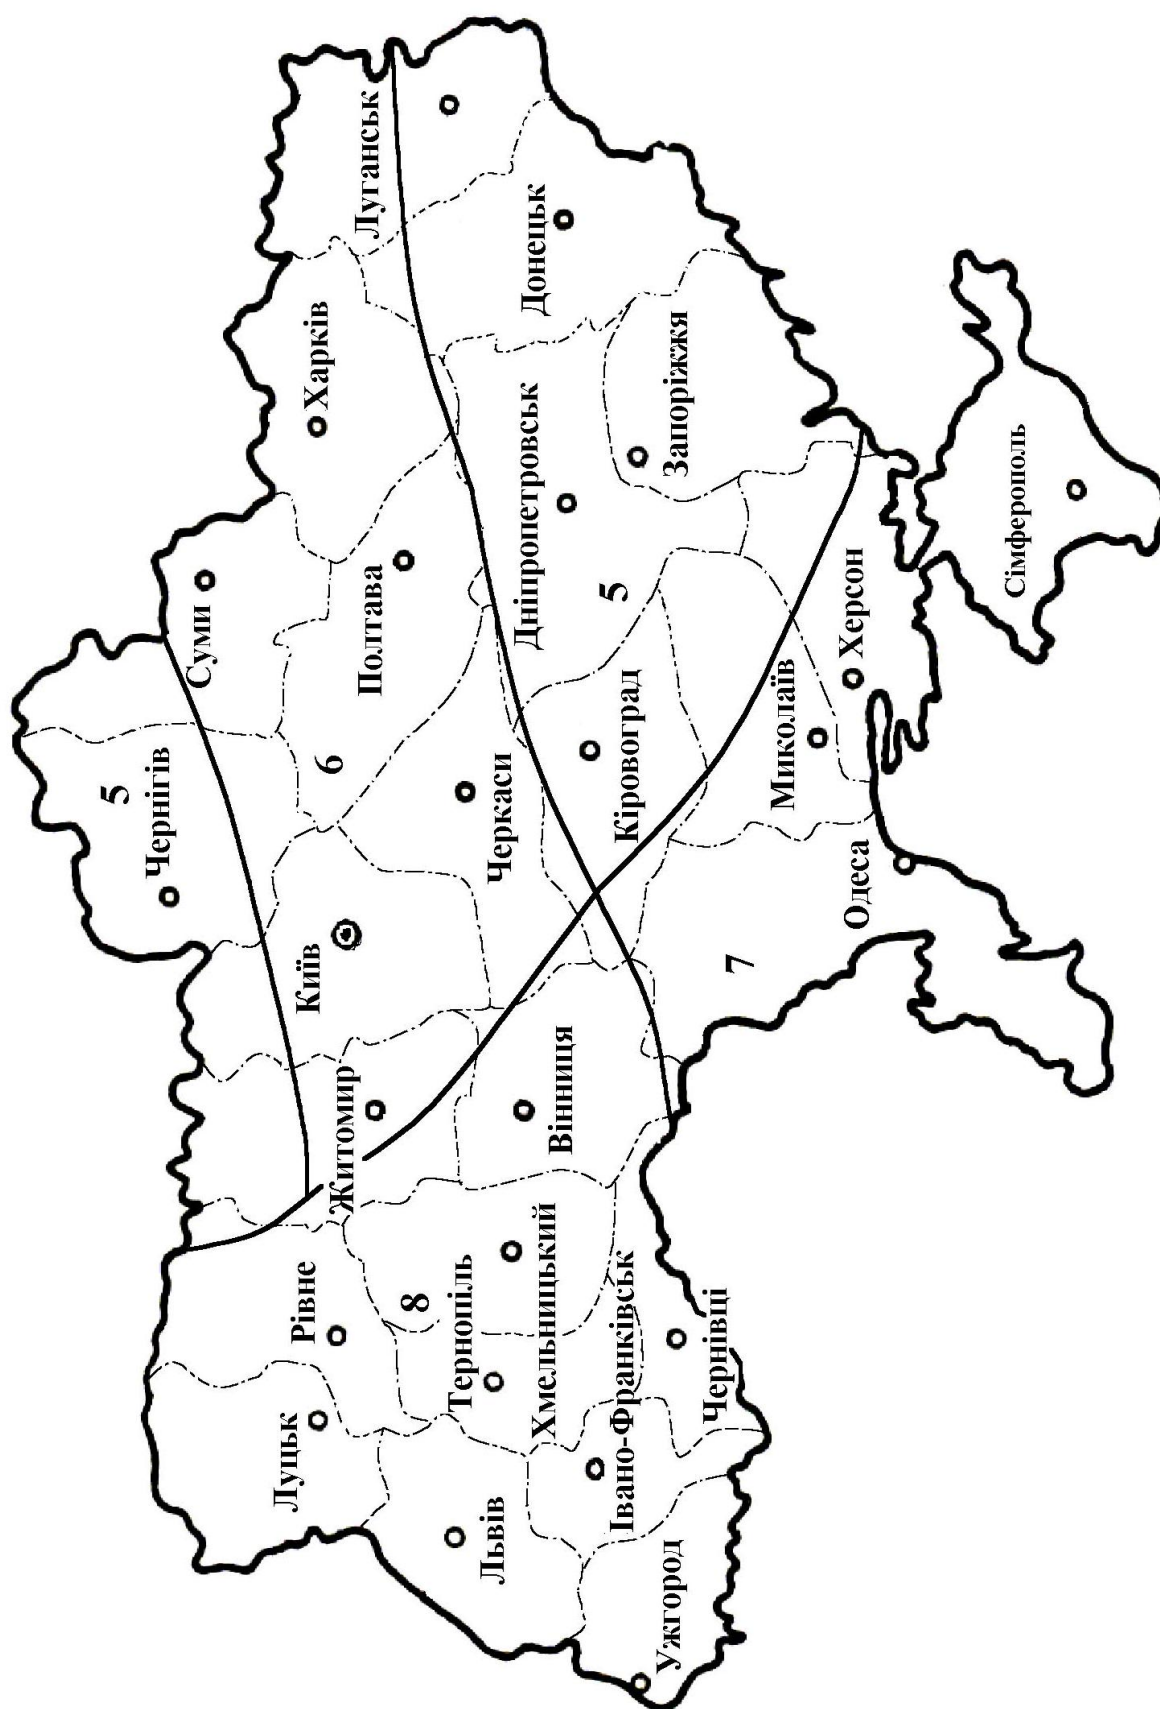 Чернігів
5
Суми
Київ
6
Полтава
Харків
Луганськ
Луцьк
Рівне
Житомир
Черкаси
Львів
Тернопіль
8
Хмельницький
Вінниця
Кіровоград
5
Дніпропетровськ
Донецьк
Ужгород
Івано-Франківськ
Чернівці
7
Одеса
Миколаїв
Херсон
Запоріжжя
Сімферополь